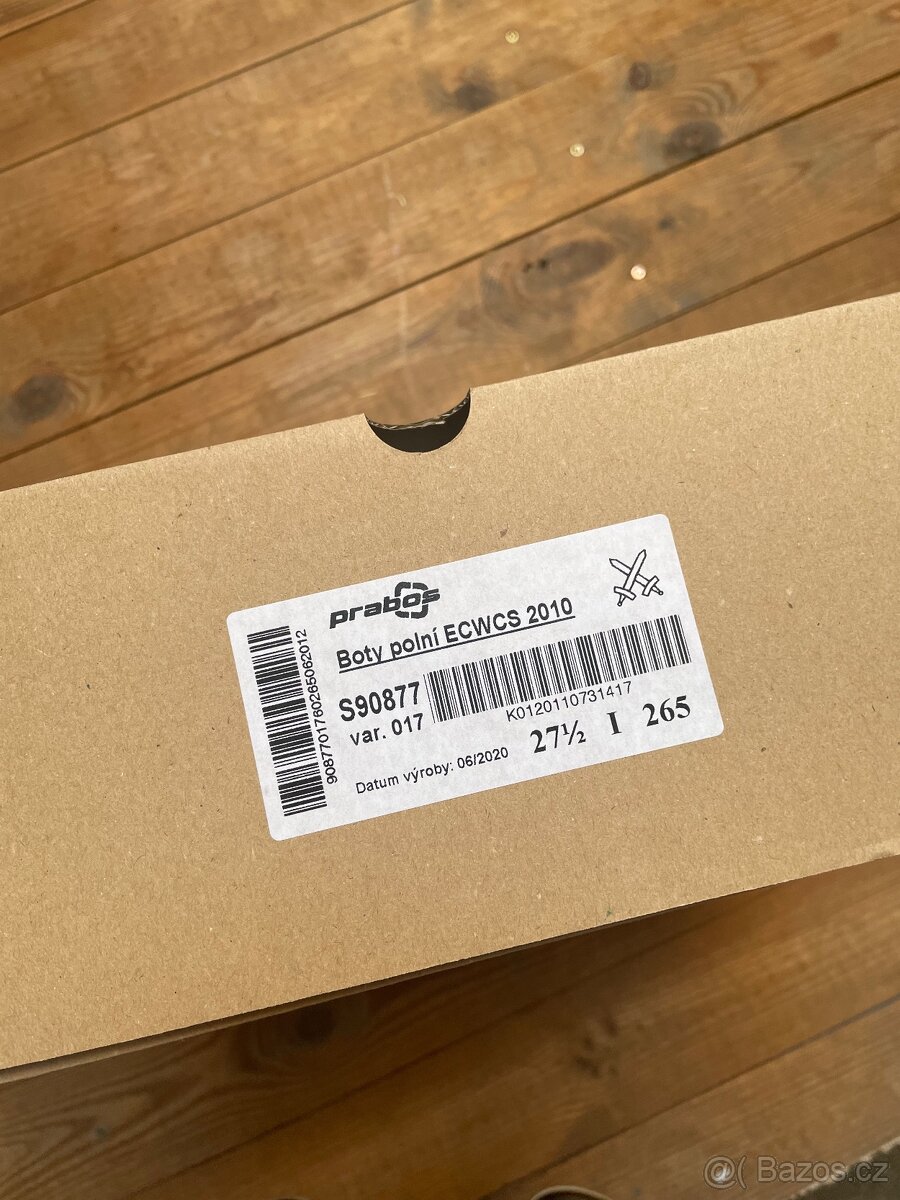 prabos
Boty polní ECWCS 2010
S90877
var. 017
K0120110731417
27½ I 265
Datum výroby: 06/2020
9087701760265062012
@( Bazos.cz